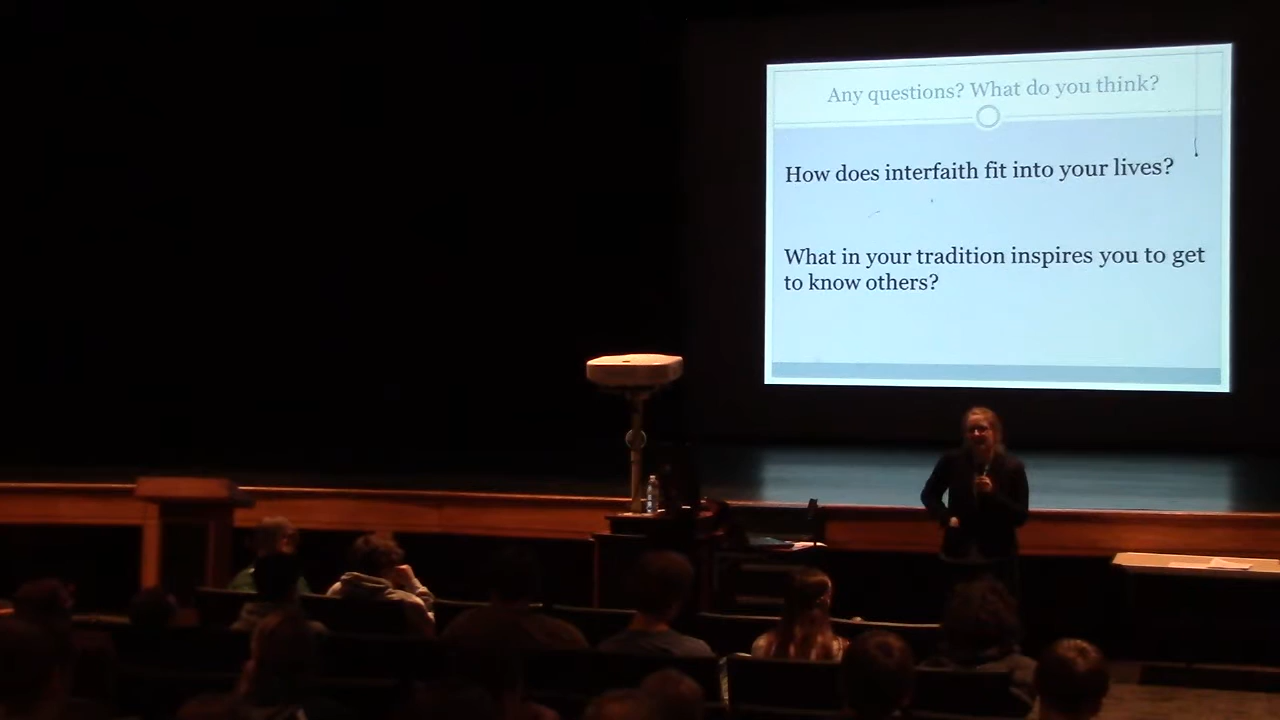 Any questions? What do you think?
How does interfaith fit into your lives?
What in your tradition inspires you to get
to know others?